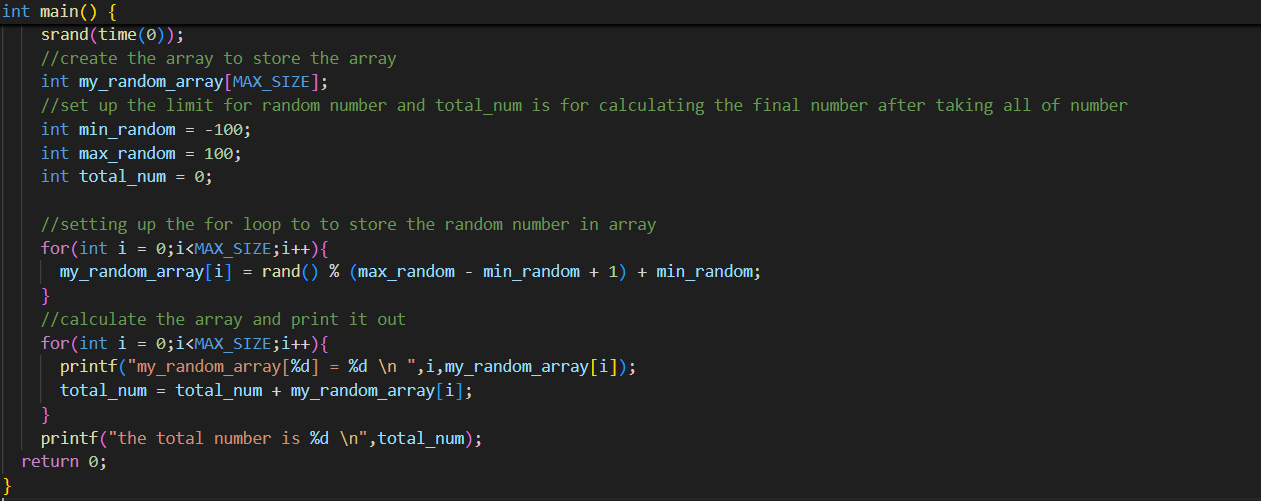 int main() {
srand(time(0));
//create the array to store the array
int my_random_array[MAX_SIZE];
//set up the limit for random number and total_num is for calculating the final number after taking all of number
int min_random = -100;
int max_random = 100;
int total_num = 0;
//setting up the for loop to to store the random number in array
for(int i = 0;i<MAX_SIZE;i++){
my_random_array[i] = rand() % (max_random - min_random + 1) + min_random;
}
//calculate the array and print it out
for(int i = 0;i<MAX_SIZE;i++){
printf("my_random_array[%d] = %d \n ",i,my_random_array[i]);
total_num = total_num + my_random_array[i];
}
printf("the total number is %d \n",total_num);
return 0;
}